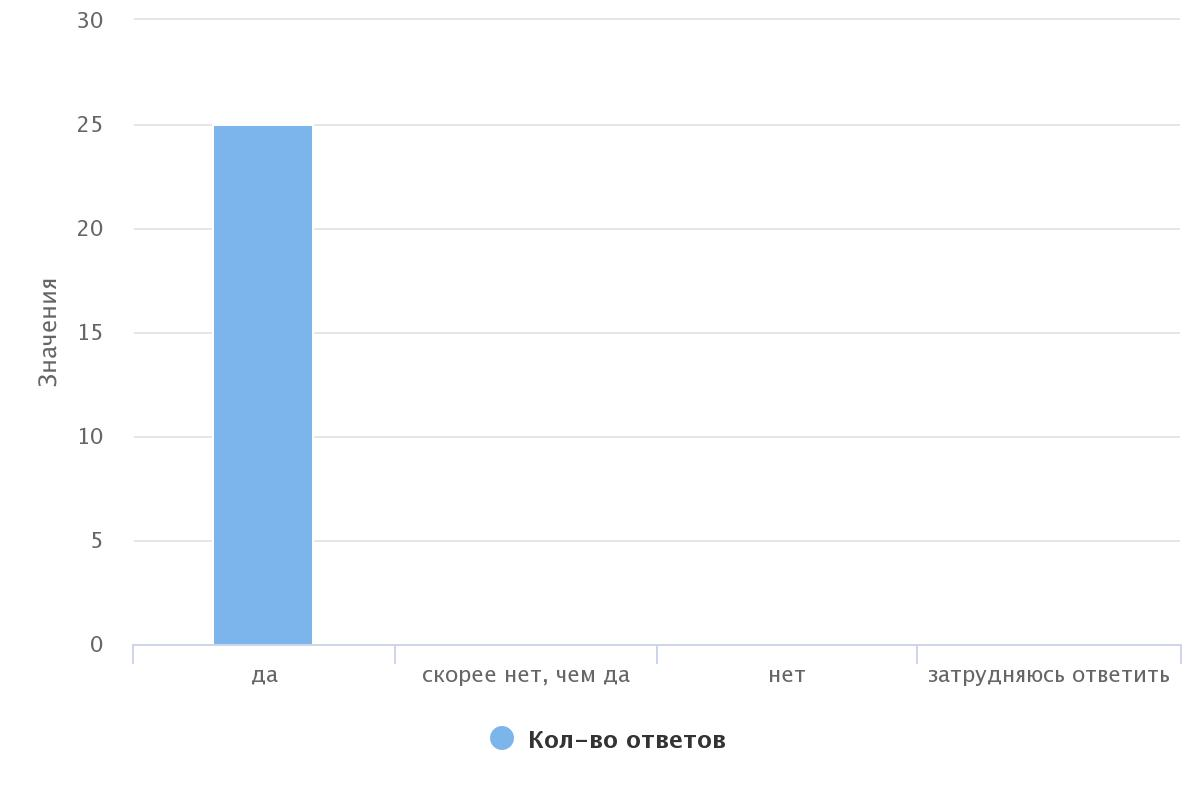 30
25
20
15
10
5
0
Значения
да
скорее нет, чем да
нет
затрудняюсь ответить
Кол-во ответов